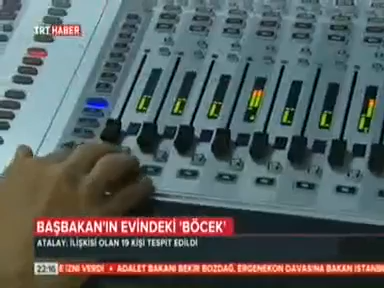 TRT HABER
BAŞBAKAN'IN EVİNDEKİ 'BÖCEK'
ATALAY: İLİŞKİSİ OLAN 19 KİŞİ TESPİT EDİLDİ
22:16 E İZNİ VERDİ ADALET BAKANI BEKİR BOZDAĞ, ERGENEKON DAVASINA BAKAN İSTANBUL